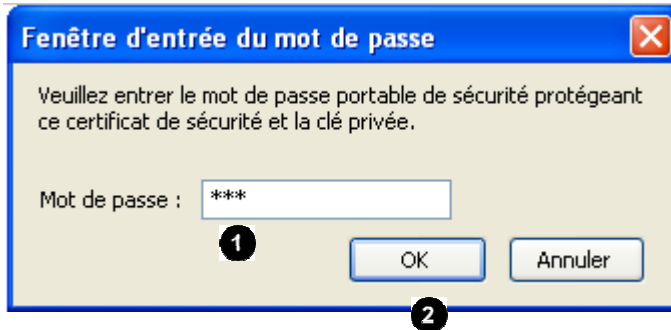 Fenêtre d'entrée du mot de passe
Veuillez entrer le mot de passe portable de sécurité protégeant
ce certificat de sécurité et la clé privée.
Mot de passe : ***
1
OK Annuler
2